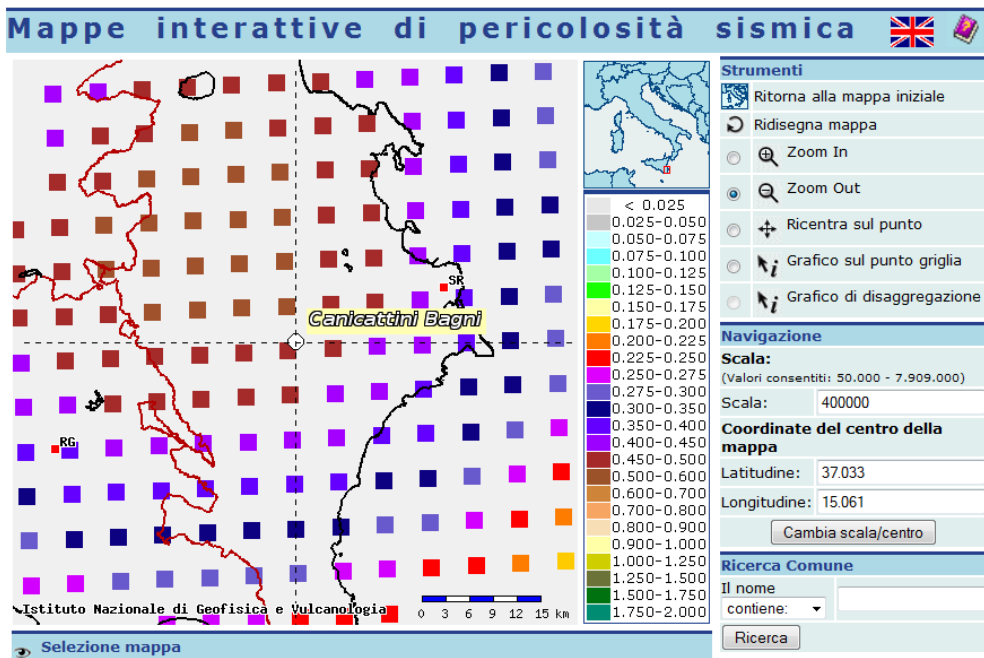 Mappe interattive di pericolosità sismica
SR
Canicattini Bagni
RG
Istituto Nazionale di Geofisica e Vulcanologia
0 3 6 9 12 15 km
< 0.025
0.025-0.050
0.050-0.075
0.075-0.100
0.100-0.125
0.125-0.150
0.150-0.175
0.175-0.200
0.200-0.225
0.225-0.250
0.250-0.275
0.275-0.300
0.300-0.350
0.350-0.400
0.400-0.450
0.450-0.500
0.500-0.600
0.600-0.700
0.700-0.800
0.800-0.900
0.900-1.000
1.000-1.250
1.250-1.500
1.500-1.750
1.750-2.000
Selezione mappa
Strumenti
Ritorna alla mappa iniziale
Ridisegna mappa
Zoom In
Zoom Out
Ricentra sul punto
i Grafico sul punto griglia
i Grafico di disaggregazione
Navigazione
Scala:
(Valori consentiti: 50.000 - 7.909.000)
Scala: 400000
Coordinate del centro della
mappa
Latitudine: 37.033
Longitudine: 15.061
Cambia scala/centro
Ricerca Comune
Il nome
contiene:
Ricerca